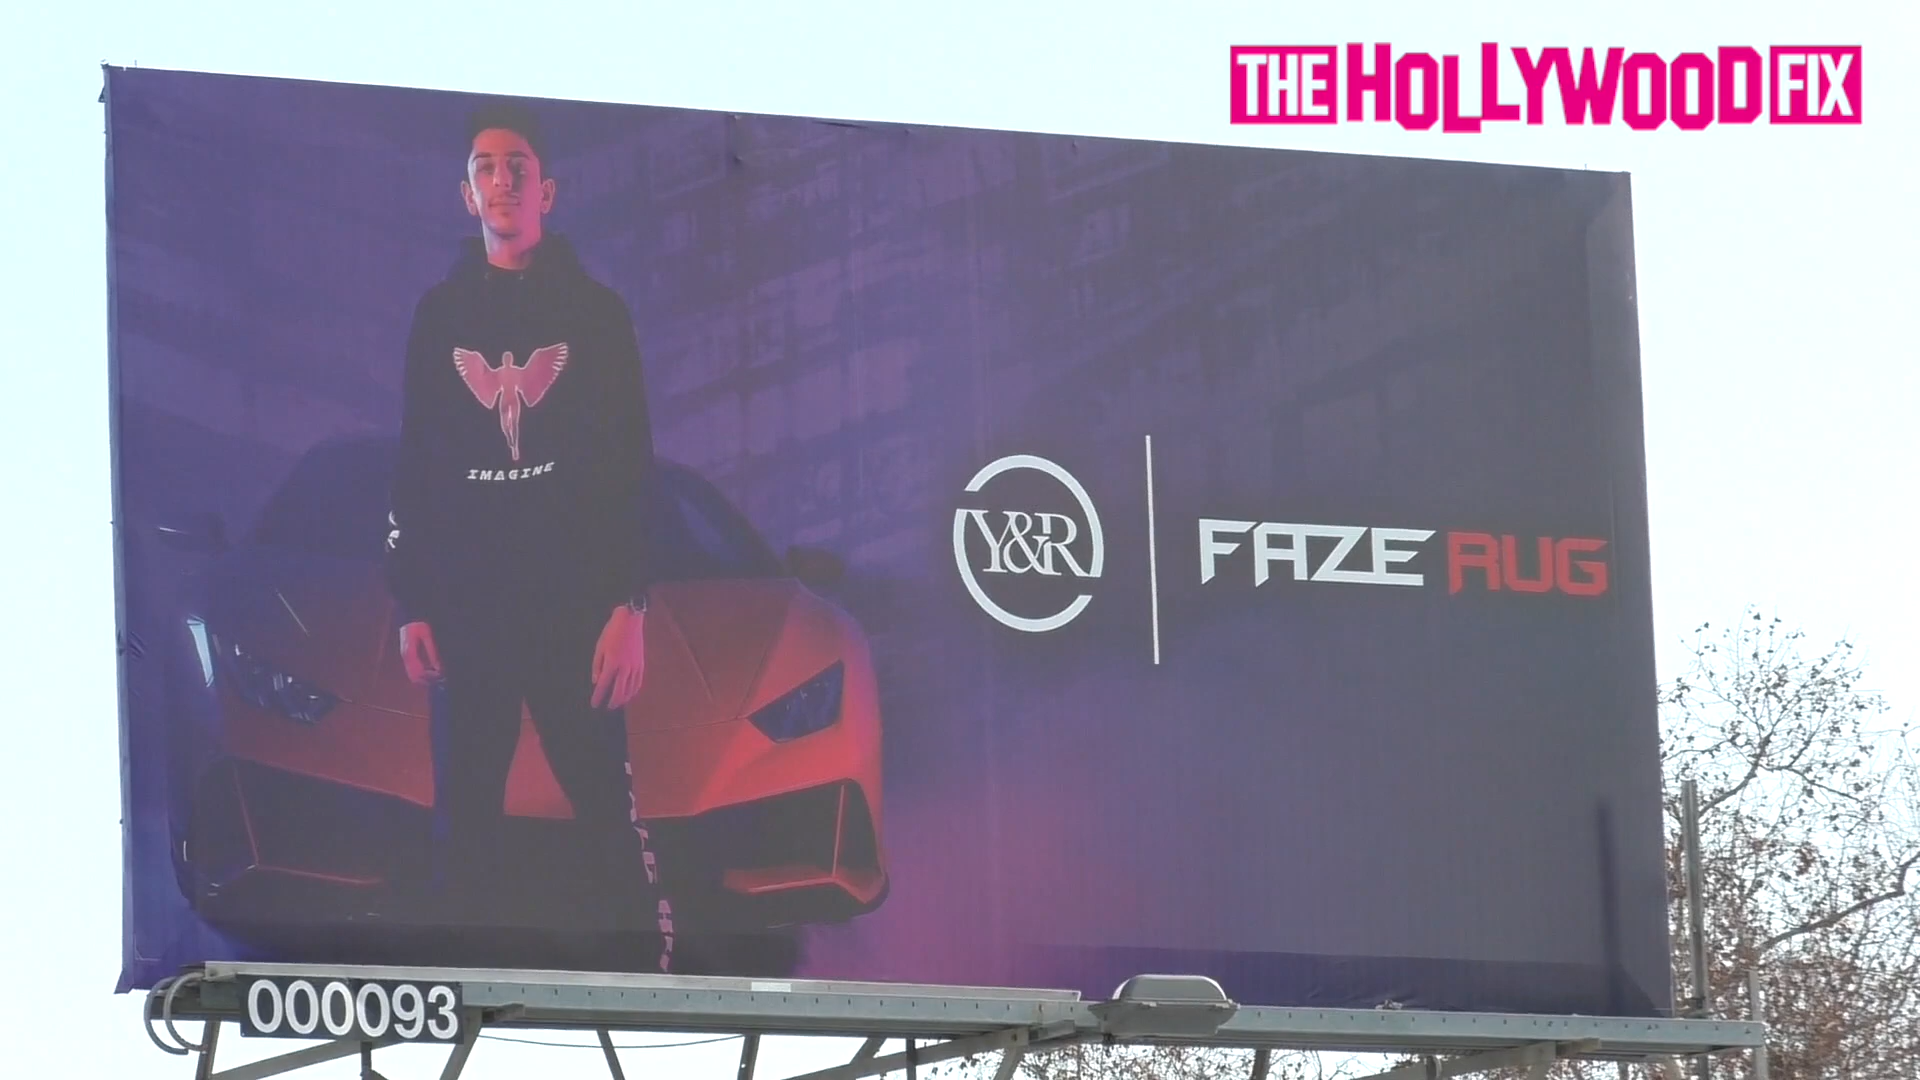 THE HOLLYWOOD FIX
IMAGINE
Y&R
FAZE RUG
000093